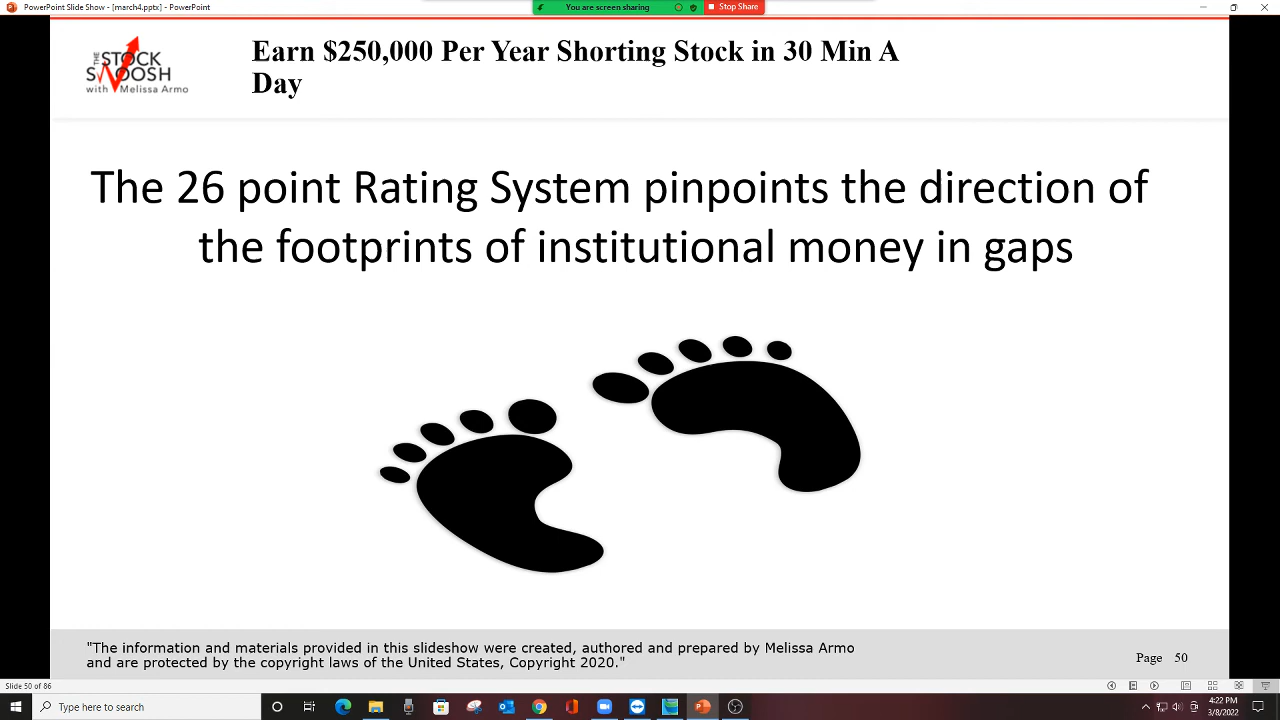 PowerPoint Slide Show - [march4.pptx] - PowerPoint
You are screen sharing
Stop Share
THE
STOCK
SWOOSH
with Melissa Armo
Earn $250,000 Per Year Shorting Stock in 30 Min A
Day
The 26 point Rating System pinpoints the direction of
the footprints of institutional money in gaps
"The information and materials provided in this slideshow were created, authored and prepared by Melissa Armo
and are protected by the copyright laws of the United States, Copyright 2020."
Page 50
Slide 50 of 86
Type here to search
4:22 PM
3/8/2022